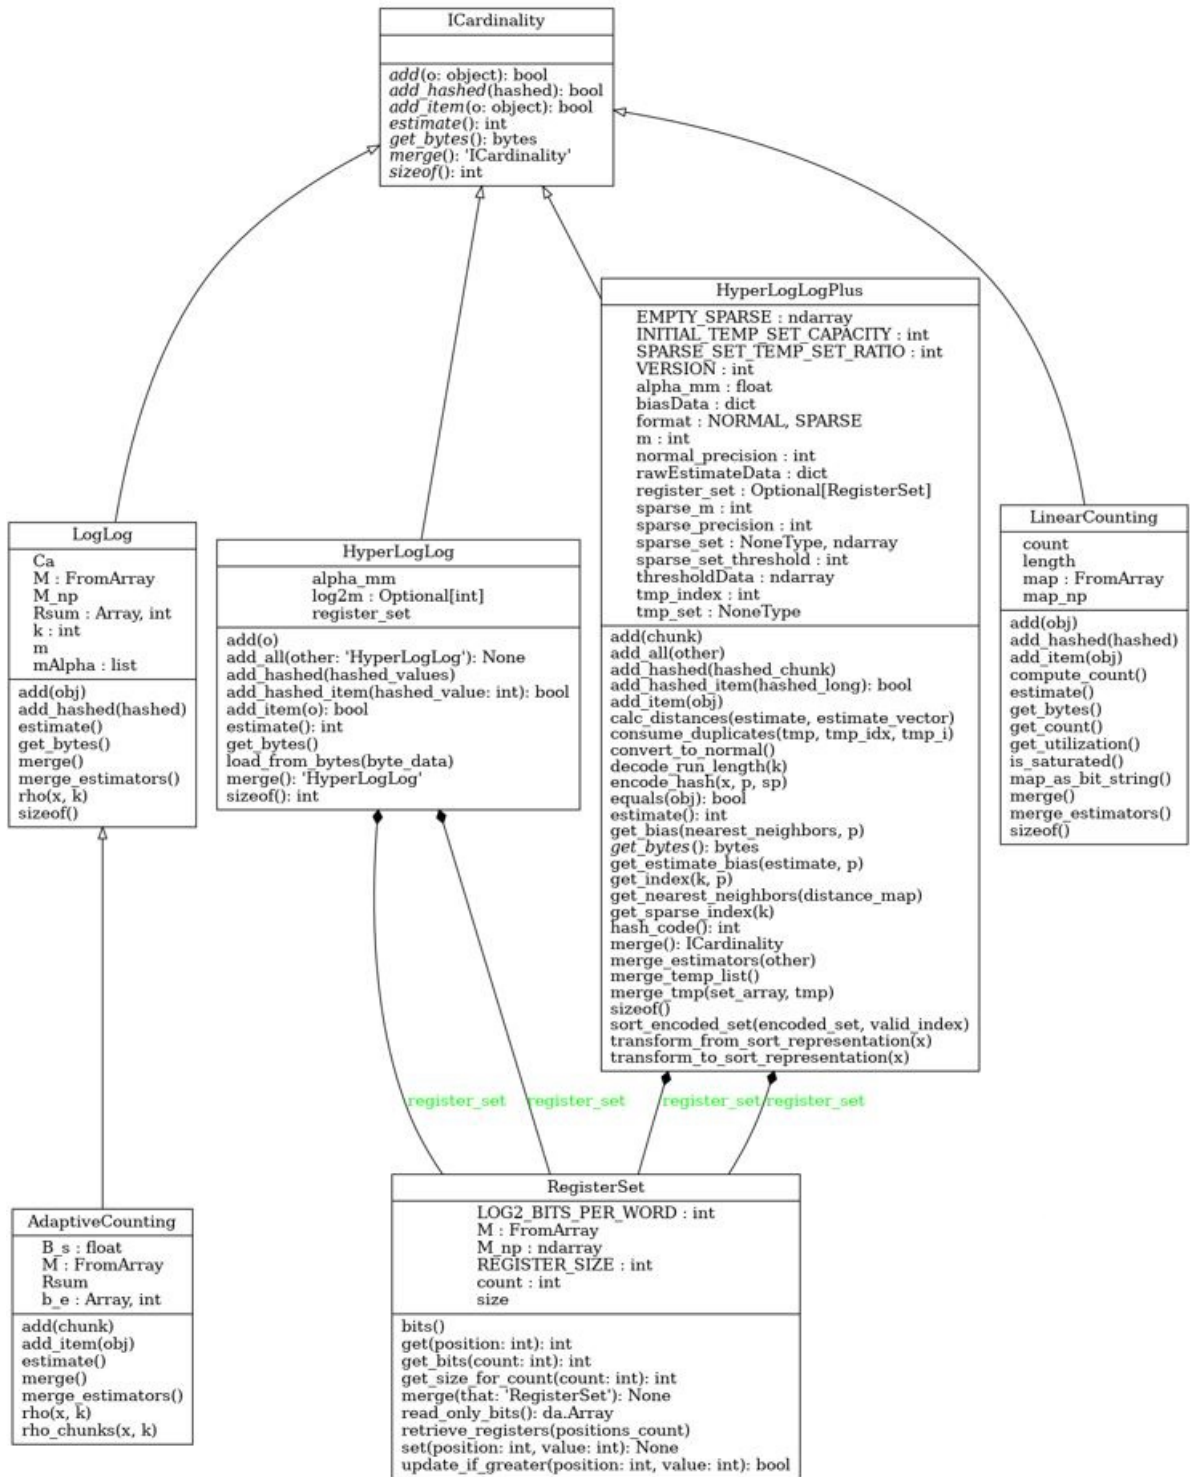 ICardinality
add(o: object): bool
add_hashed(hashed): bool
add_item(o: object): bool
estimate(): int
get_bytes(): bytes
merge(): 'ICardinality'
sizeof(): int
HyperLogLogPlus
EMPTY_SPARSE : ndarray
INITIAL_TEMP_SET_CAPACITY : int
SPARSE_SET_TEMP_SET_RATIO : int
VERSION : int
alpha_mm : float
biasData : dict
format : NORMAL, SPARSE
m : int
normal_precision : int
rawEstimateData : dict
register_set : Optional[RegisterSet]
sparse_m : int
sparse_precision : int
sparse_set : NoneType, ndarray
sparse_set_threshold : int
thresholdData : ndarray
tmp_index : int
tmp_set : NoneType
add(chunk)
add_all(other)
add_hashed(hashed_chunk)
add_hashed_item(hashed_long): bool
add_item(obj)
calc_distances(estimate, estimate_vector)
consume_duplicates(tmp, tmp_idx, tmp_i)
convert_to_normal()
decode_run_length(k)
encode_hash(x, p, sp)
equals(obj): bool
estimate(): int
get_bias(nearest_neighbors, p)
get_bytes(): bytes
get_estimate_bias(estimate, p)
get_index(k, p)
get_nearest_neighbors(distance_map)
get_sparse_index(k)
hash_code(): int
merge(): ICardinality
merge_estimators(other)
merge_temp_list()
merge_tmp(set_array, tmp)
sizeof()
sort_encoded_set(encoded_set, valid_index)
transform_from_sort_representation(x)
transform_to_sort_representation(x)
LogLog
Ca
M : FromArray
M_np
Rsum : Array, int
k : int
m
mAlpha : list
add(obj)
add_hashed(hashed)
estimate()
get_bytes()
merge()
merge_estimators()
rho(x, k)
sizeof()
HyperLogLog
alpha_mm
log2m : Optional[int]
register_set
add(o)
add_all(other: 'HyperLogLog'): None
add_hashed(hashed_values)
add_hashed_item(hashed_value: int): bool
add_item(o): bool
estimate(): int
get_bytes()
load_from_bytes(byte_data)
merge(): 'HyperLogLog'
sizeof(): int
LinearCounting
count
length
map : FromArray
map_np
add(obj)
add_hashed(hashed)
add_item(obj)
compute_count()
estimate()
get_bytes()
get_count()
get_utilization()
is_saturated()
map_as_bit_string()
merge()
merge_estimators()
sizeof()
register_set
register_set
register_set
register_set
AdaptiveCounting
B_s : float
M : FromArray
Rsum
b_e : Array, int
add(chunk)
add_item(obj)
estimate()
merge()
merge_estimators()
rho(x, k)
rho_chunks(x, k)
RegisterSet
LOG2_BITS_PER_WORD : int
M : FromArray
M_np : ndarray
REGISTER_SIZE : int
count : int
size
bits()
get(position: int): int
get_bits(count: int): int
get_size_for_count(count: int): int
merge(that: 'RegisterSet'): None
read_only_bits(): da.Array
retrieve_registers(positions_count)
set(position: int, value: int): None
update_if_greater(position: int, value: int): bool